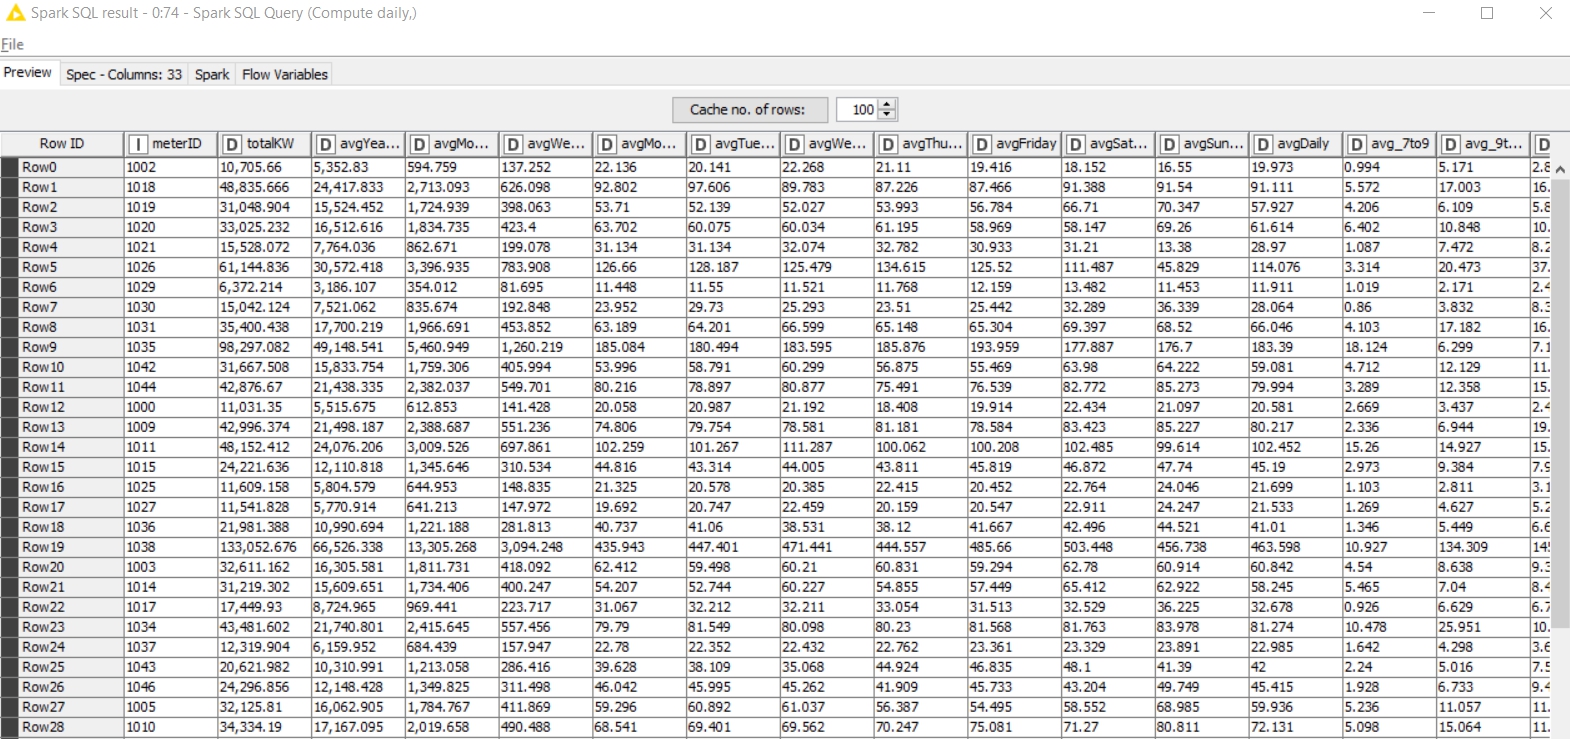 Spark SQL result - 0:74 - Spark SQL Query (Compute daily,)
File
Preview Spec - Columns: 33 Spark Flow Variables
Cache no. of rows: 100
Row ID I meterID D totalKW D avgYea... D avgMo... D avgWe... D avgMo... D avgTue... D avgWe... D avgThu... D avgFriday D avgSat... D avgSun... D avgDaily D avg_7to9 D avg_9t... D
Row0 1002 10,705.66 5,352.83 594.759 137.252 22.136 20.141 22.268 21.11 19.416 18.152 16.55 19.973 0.994 5.171 2.8
Row1 1018 48,835.666 24,417.833 2,713.093 626.098 92.802 97.606 89.783 87.226 87.466 91.388 91.54 91.111 5.572 17.003 16.
Row2 1019 31,048.904 15,524.452 1,724.939 398.063 53.71 52.139 52.027 53.993 56.784 66.71 70.347 57.927 4.206 6.109 5.8
Row3 1020 33,025.232 16,512.616 1,834.735 423.4 63.702 60.075 60.034 61.195 58.969 58.147 69.26 61.614 6.402 10.848 10.
Row4 1021 15,528.072 7,764.036 862.671 199.078 31.134 31.134 32.074 32.782 30.933 31.21 13.38 28.97 1.087 7.472 8.2
Row5 1026 61,144.836 30,572.418 3,396.935 783.908 126.66 128.187 125.479 134.615 125.52 111.487 45.829 114.076 3.314 20.473 37.
Row6 1029 6,372.214 3,186.107 354.012 81.695 11.448 11.55 11.521 11.768 12.159 13.482 11.453 11.911 1.019 2.171 2.4
Row7 1030 15,042.124 7,521.062 835.674 192.848 23.952 29.73 25.293 23.51 25.442 32.289 36.339 28.064 0.86 3.832 8.3
Row8 1031 35,400.438 17,700.219 1,966.691 453.852 63.189 64.201 66.599 65.148 65.304 69.397 68.52 66.046 4.103 17.182 16.
Row9 1035 98,297.082 49,148.541 5,460.949 1,260.219 185.084 180.494 183.595 185.876 193.959 177.887 176.7 183.39 18.124 6.299 7.1
Row10 1042 31,667.508 15,833.754 1,759.306 405.994 53.996 58.791 60.299 56.875 55.469 63.98 64.222 59.081 4.712 12.129 11.
Row11 1044 42,876.67 21,438.335 2,382.037 549.701 80.216 78.897 80.877 75.491 76.539 82.772 85.273 79.994 3.289 12.358 15.
Row12 1000 11,031.35 5,515.675 612.853 141.428 20.058 20.987 21.192 18.408 19.914 22.434 21.097 20.581 2.669 3.437 2.4
Row13 1009 42,996.374 21,498.187 2,388.687 551.236 74.806 79.754 78.581 81.181 78.584 83.423 85.227 80.217 2.336 6.944 19.
Row14 1011 48,152.412 24,076.206 3,009.526 697.861 102.259 101.267 111.287 100.062 100.208 102.485 99.614 102.452 15.26 14.927 15.
Row15 1015 24,221.636 12,110.818 1,345.646 310.534 44.816 43.314 44.005 43.811 45.819 46.872 47.74 45.19 2.973 9.384 7.9
Row16 1025 11,609.158 5,804.579 644.953 148.835 21.325 20.578 20.385 22.415 20.452 22.764 24.046 21.699 1.103 2.811 3.1
Row17 1027 11,541.828 5,770.914 641.213 147.972 19.692 20.747 22.459 20.159 20.547 22.911 24.247 21.533 1.269 4.627 5.2
Row18 1036 21,981.388 10,990.694 1,221.188 281.813 40.737 41.06 38.531 38.12 41.667 42.496 44.521 41.01 1.346 5.449 6.6
Row19 1038 133,052.676 66,526.338 13,305.268 3,094.248 435.943 447.401 471.441 444.557 485.66 503.448 456.738 463.598 10.927 134.309 145
Row20 1003 32,611.162 16,305.581 1,811.731 418.092 62.412 59.498 60.21 60.831 59.294 62.78 60.914 60.842 4.54 8.638 9.3
Row21 1014 31,219.302 15,609.651 1,734.406 400.247 54.207 52.744 60.227 54.855 57.449 65.412 62.922 58.245 5.465 7.04 8.4
Row22 1017 17,449.93 8,724.965 969.441 223.717 31.067 32.212 32.211 33.054 31.513 32.529 36.225 32.678 0.926 6.629 6.7
Row23 1034 43,481.602 21,740.801 2,415.645 557.456 79.79 81.549 80.098 80.23 81.568 81.763 83.978 81.274 10.478 25.951 10.
Row24 1037 12,319.904 6,159.952 684.439 157.947 22.78 22.352 22.432 22.762 23.361 23.329 23.891 22.985 1.642 4.298 3.6
Row25 1043 20,621.982 10,310.991 1,213.058 286.416 39.628 38.109 35.068 44.924 46.835 48.1 41.39 42 2.24 5.016 7.5
Row26 1046 24,296.856 12,148.428 1,349.825 311.498 46.042 45.995 45.262 41.909 45.733 43.204 49.749 45.415 1.928 6.733 9.4
Row27 1005 32,125.81 16,062.905 1,784.767 411.869 59.296 60.892 61.037 56.387 54.495 58.552 68.985 59.936 5.236 11.057 11.
Row28 1010 34,334.19 17,167.095 2,019.658 490.488 68.541 69.401 69.562 70.247 75.081 71.27 80.811 72.131 5.098 15.064 11.